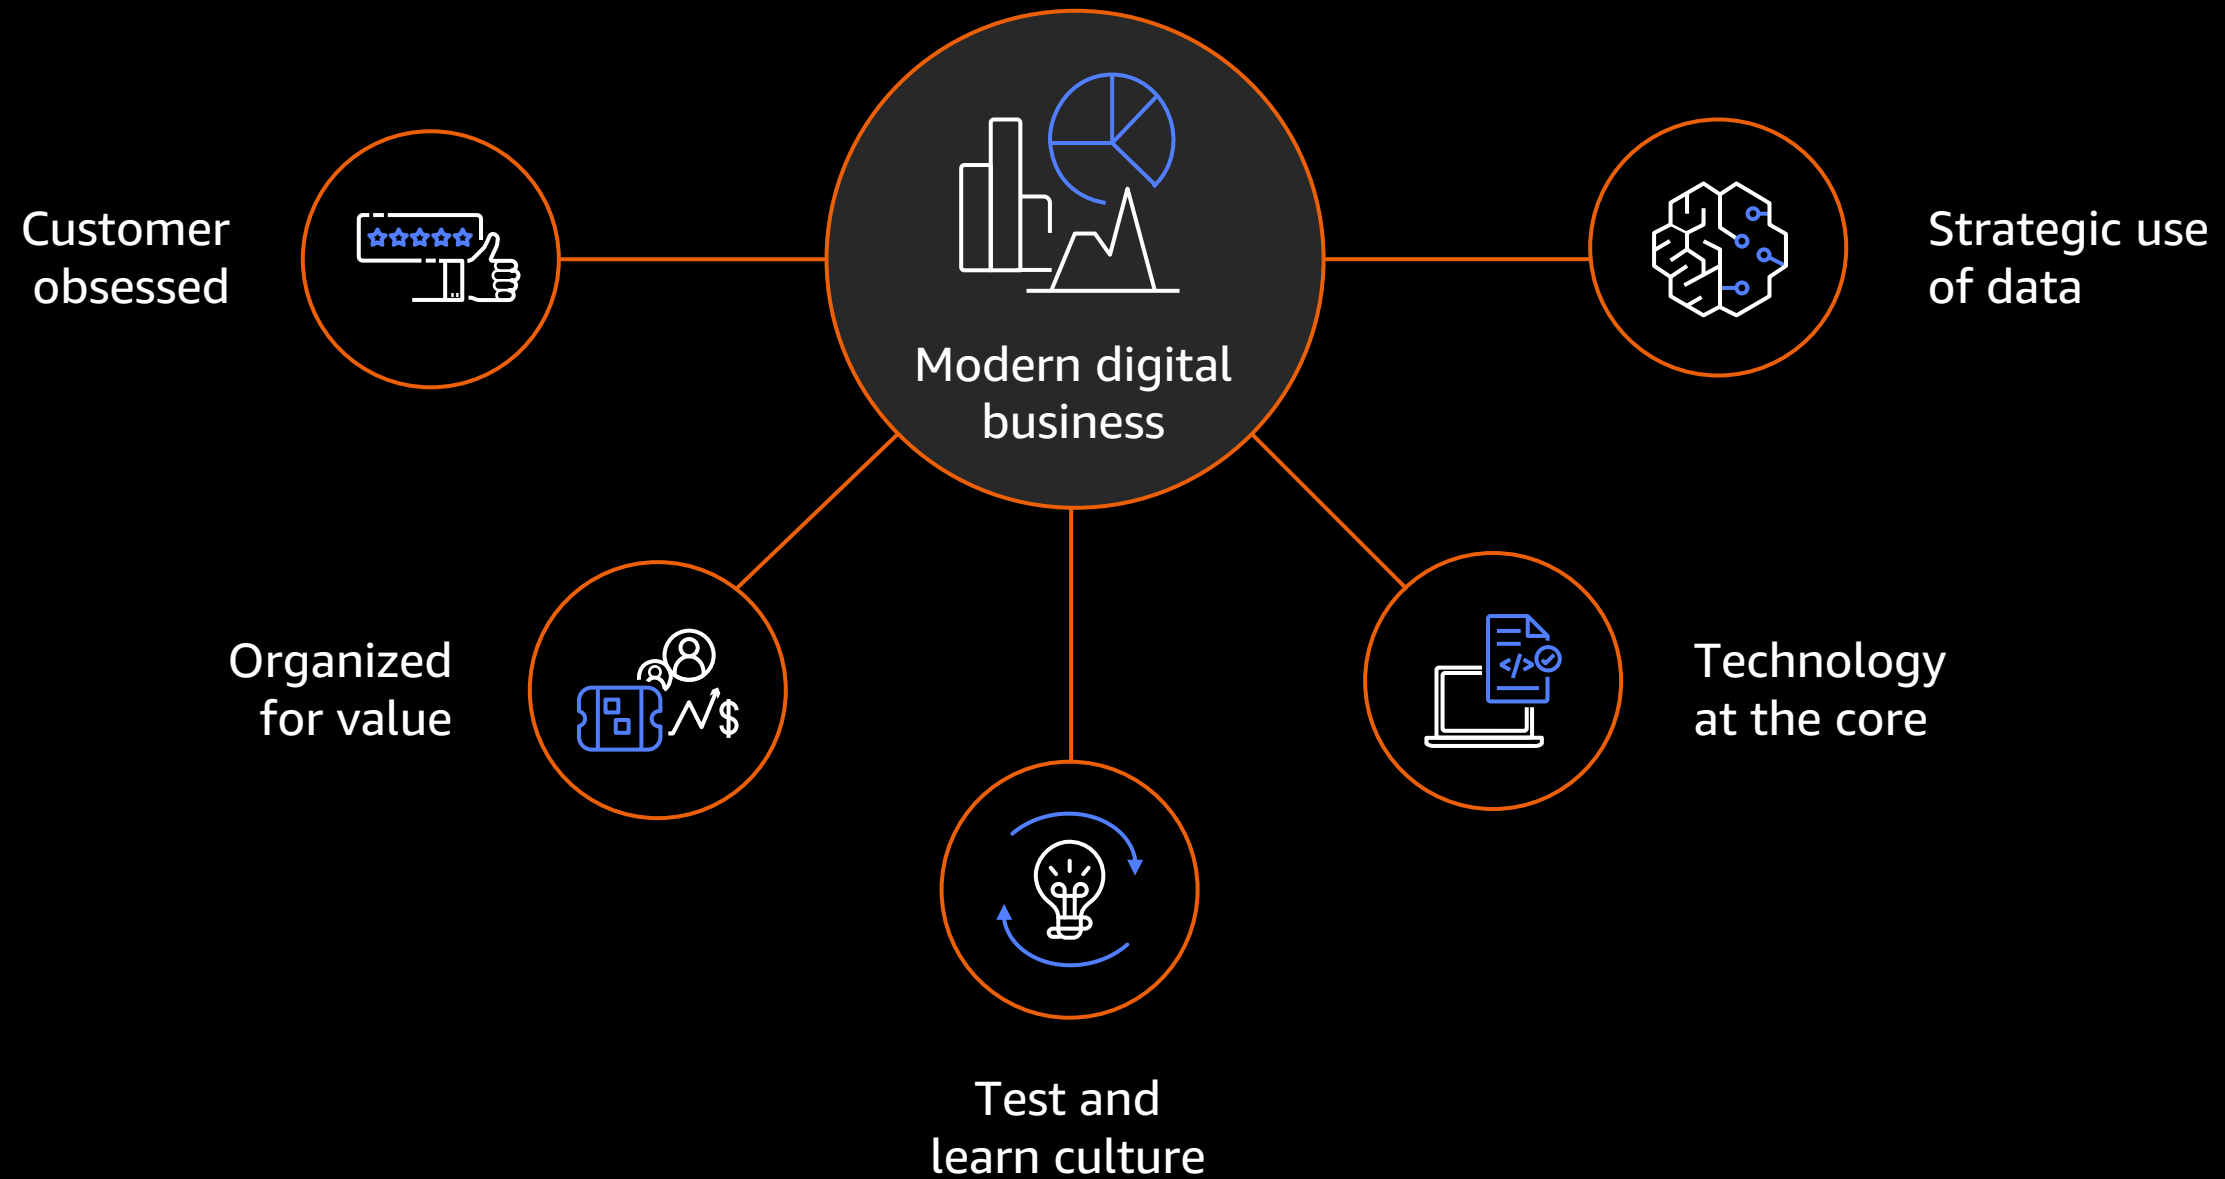 Customer
obsessed
Modern digital
business
Strategic use
of data
Organized
for value
Technology
at the core
Test and
learn culture